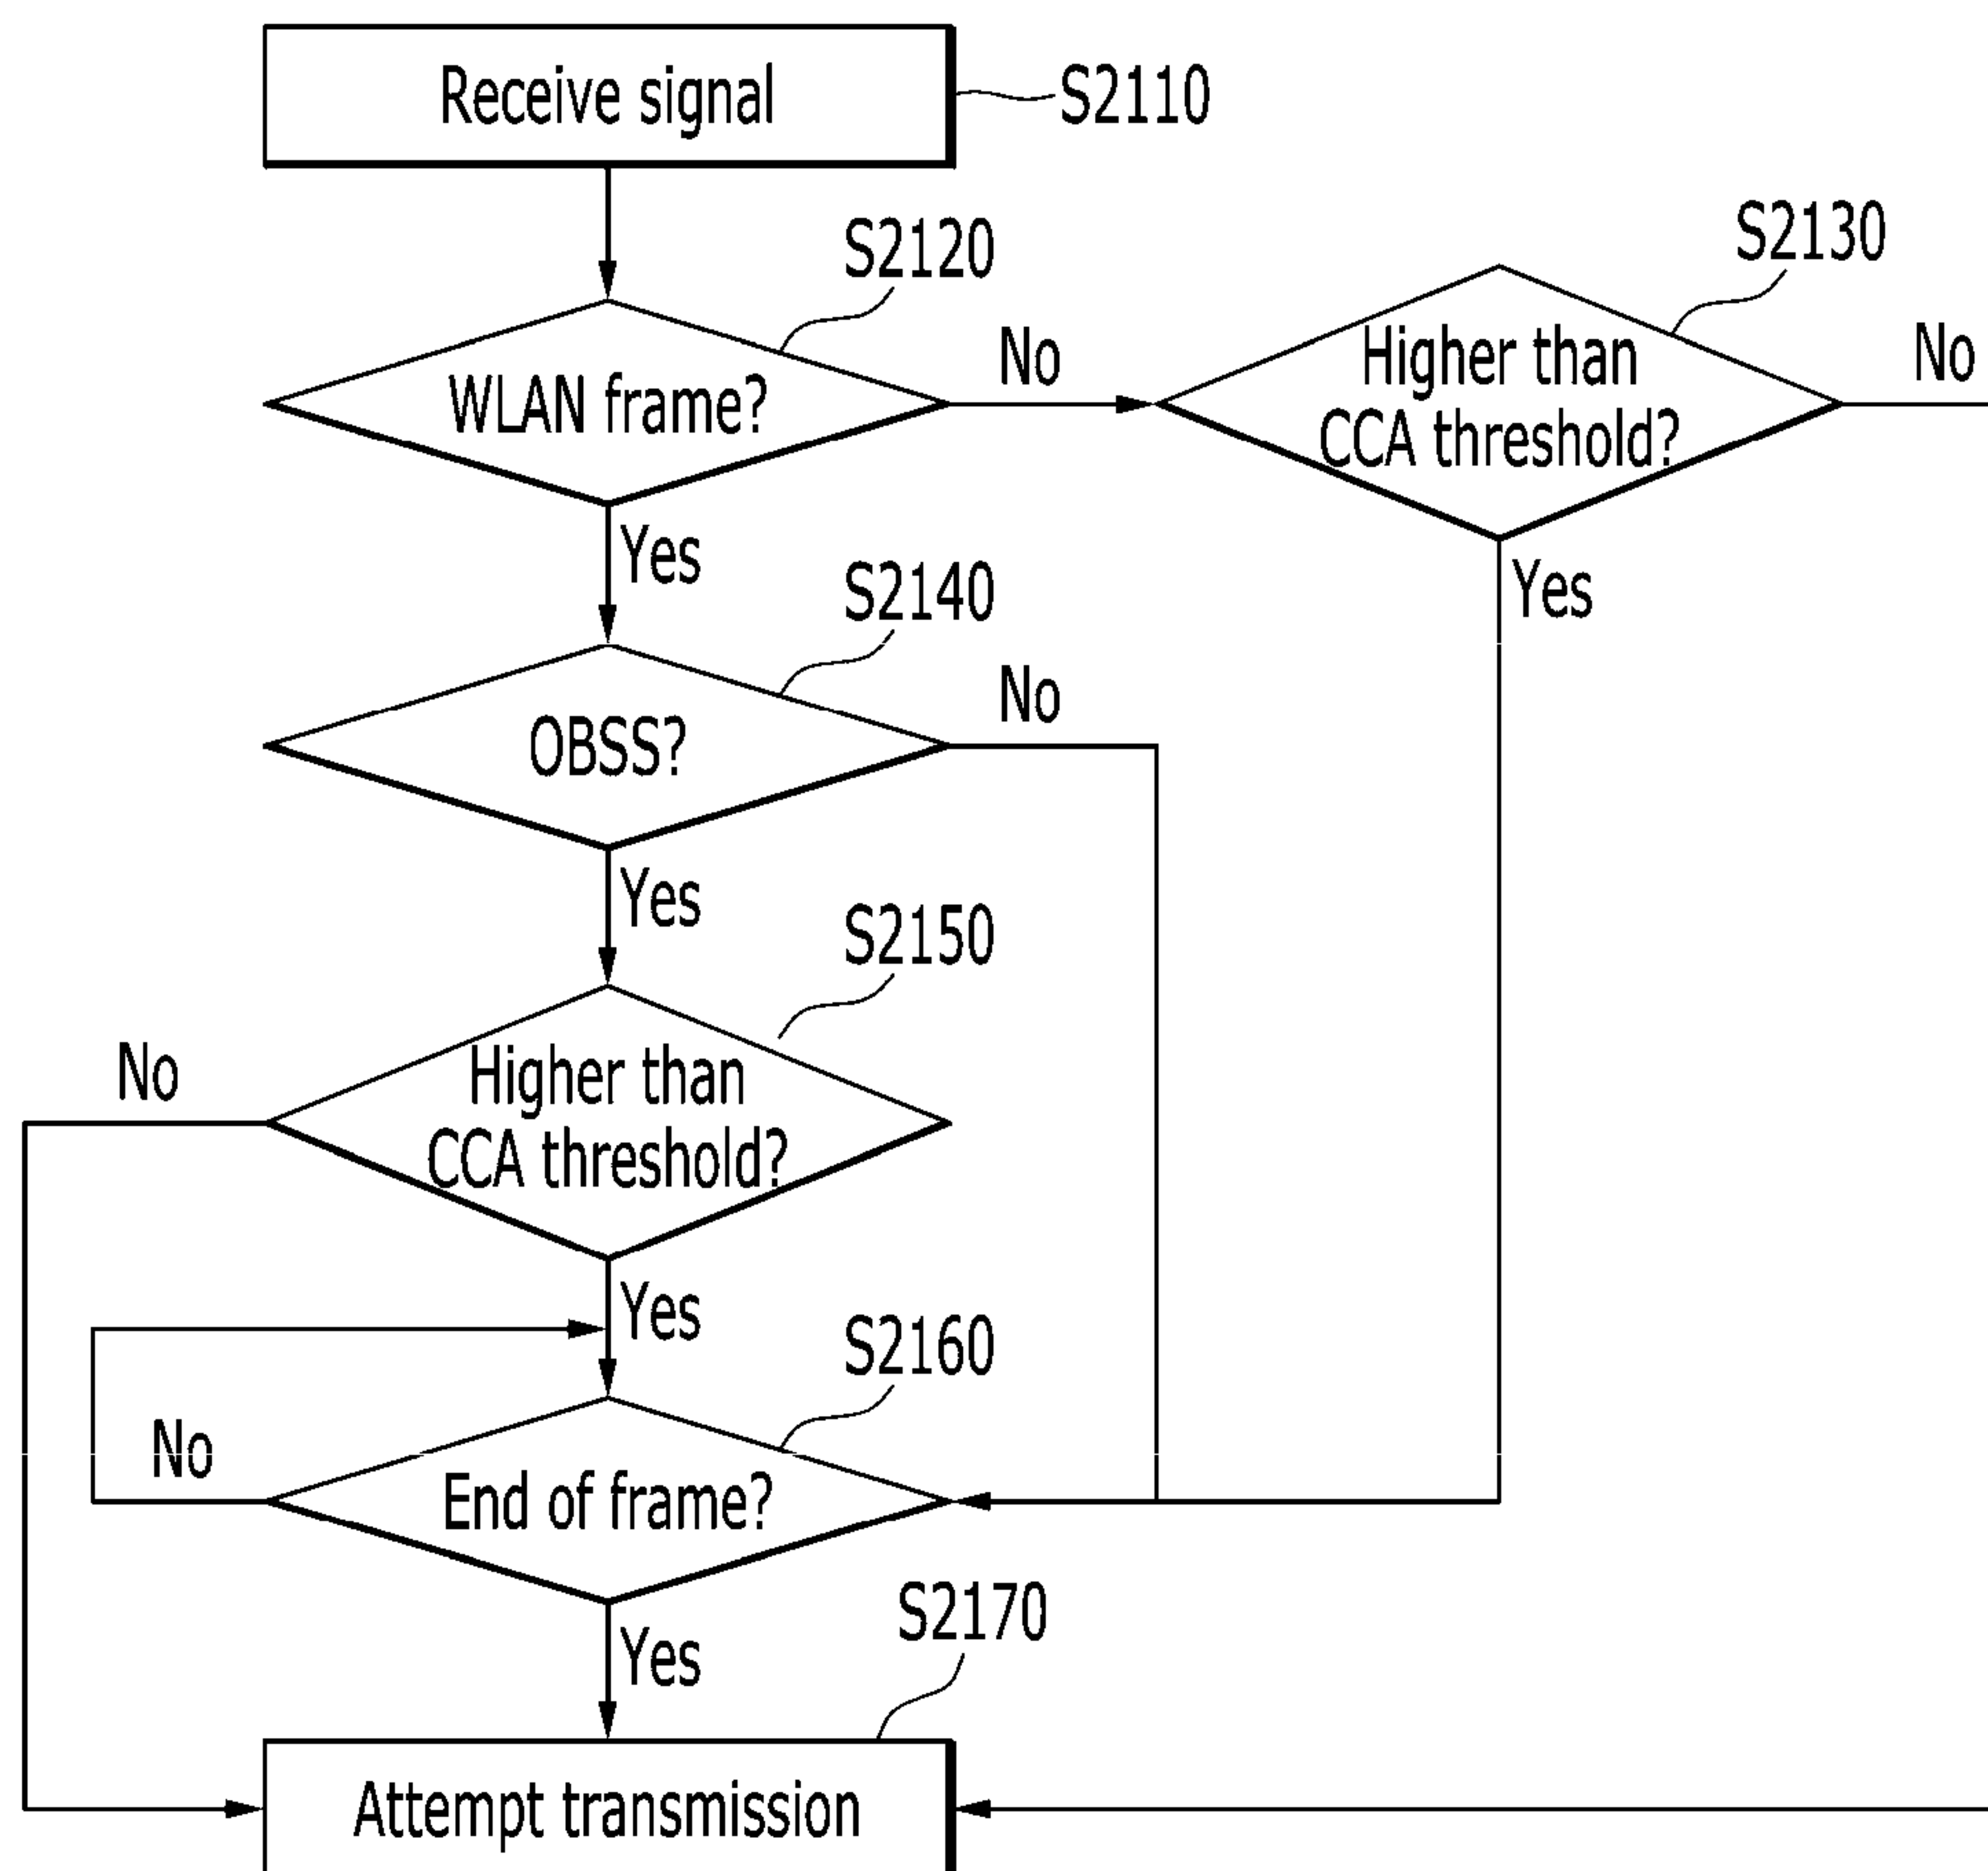 Receive signal
S2110
S2120
WLAN frame?
No
Yes
S2130
Higher than
CCA threshold?
No
Yes
S2140
OBSS?
No
Yes
S2150
Higher than
CCA threshold?
No
Yes
S2160
End of frame?
No
Yes
S2170
Attempt transmission